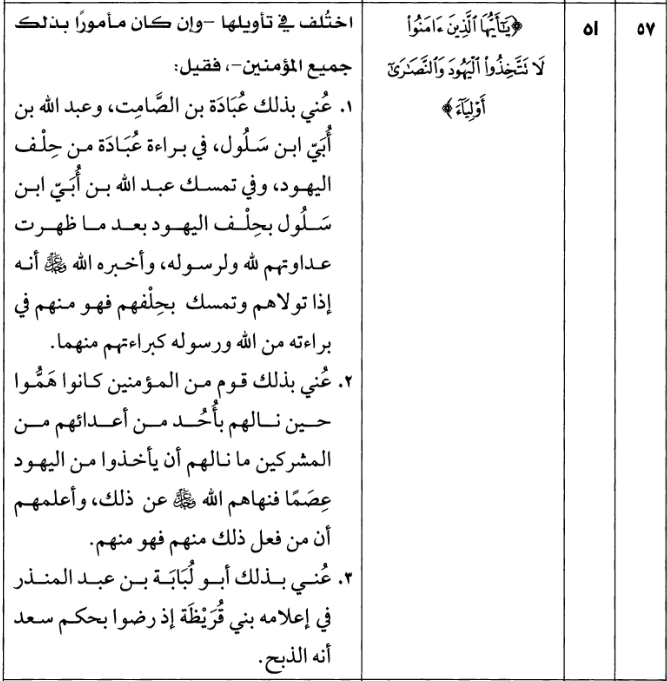 ٥٧
٥١
﴿يَٰٓأَيُّهَا ٱلَّذِينَ ءَامَنُوا۟
لَا تَتَّخِذُوا۟ ٱلْيَهُودَ وَٱلنَّصَٰرَىٰٓ
أَوْلِيَآءَ﴾
اختُلف في تأويلها -وإن كان مأمورًا بذلك
جميع المؤمنين-، فقيل:
١. عُني بذلك عُبَادَة بن الصَّامِت، وعبد الله بن
أُبَيّ ابن سَلُول، في براءة عُبَادَة من حِلْف
اليهود، وفي تمسك عبد الله بن أُبَيّ ابن
سَلُول بحِلْف اليهود بعد ما ظهرت
عداوتهم لله ولرسوله، وأخبره الله ﷻ أنه
إذا تولاهم وتمسك بحِلْفهم فهو منهم في
براءته من الله ورسوله كبراءتهم منهما.
٢. عُني بذلك قوم من المؤمنين كانوا هَمُّوا
حين نالهم بأُحُد من أعدائهم من
المشركين ما نالهم أن يأخذوا من اليهود
عِصَمًا فنهاهم الله ﷻ عن ذلك، وأعلمهم
أن من فعل ذلك منهم فهو منهم.
٣. عُني بذلك أبو لُبَابَة بن عبد المنذر
في إعلامه بني قُرَيْظَة إذ رضوا بحكم سعد
أنه الذبح.